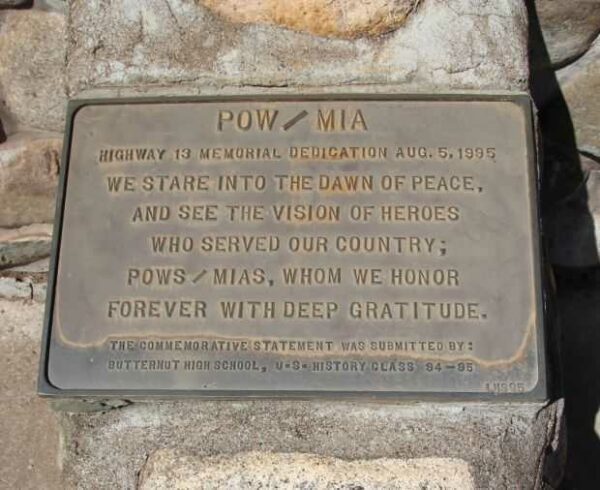 POW/MIA
HIGHWAY 13 MEMORIAL DEDICATION AUG. 5, 1995
WE STARE INTO THE DAWN OF PEACE,
AND SEE THE VISION OF HEROES
WHO SERVED OUR COUNTRY;
POWS/MIAS, WHOM WE HONOR
FOREVER WITH DEEP GRATITUDE.
THE COMMEMORATIVE STATEMENT WAS SUBMITTED BY:
BUTTERNUT HIGH SCHOOL, U•S• HISTORY CLASS 94–95